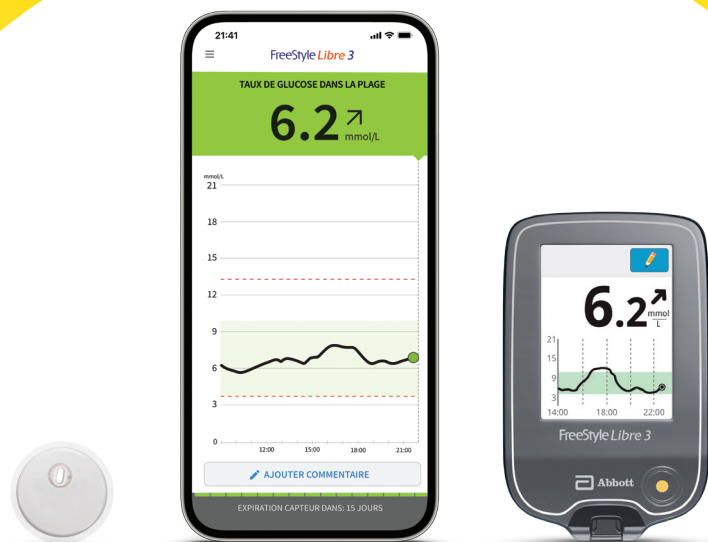 21:41
FreeStyle Libre 3
TAUX DE GLUCOSE DANS LA PLAGE
6.2
mmol/L
mmol/L
21
18
15
12
9
6
3
0
12:00 15:00 18:00 21:00
AJOUTER COMMENTAIRE
EXPIRATION CAPTEUR DANS: 15 JOURS
6.2 mmol
L
21
15
9
3
14:00 18:00 22:00
FreeStyle Libre 3
Abbott